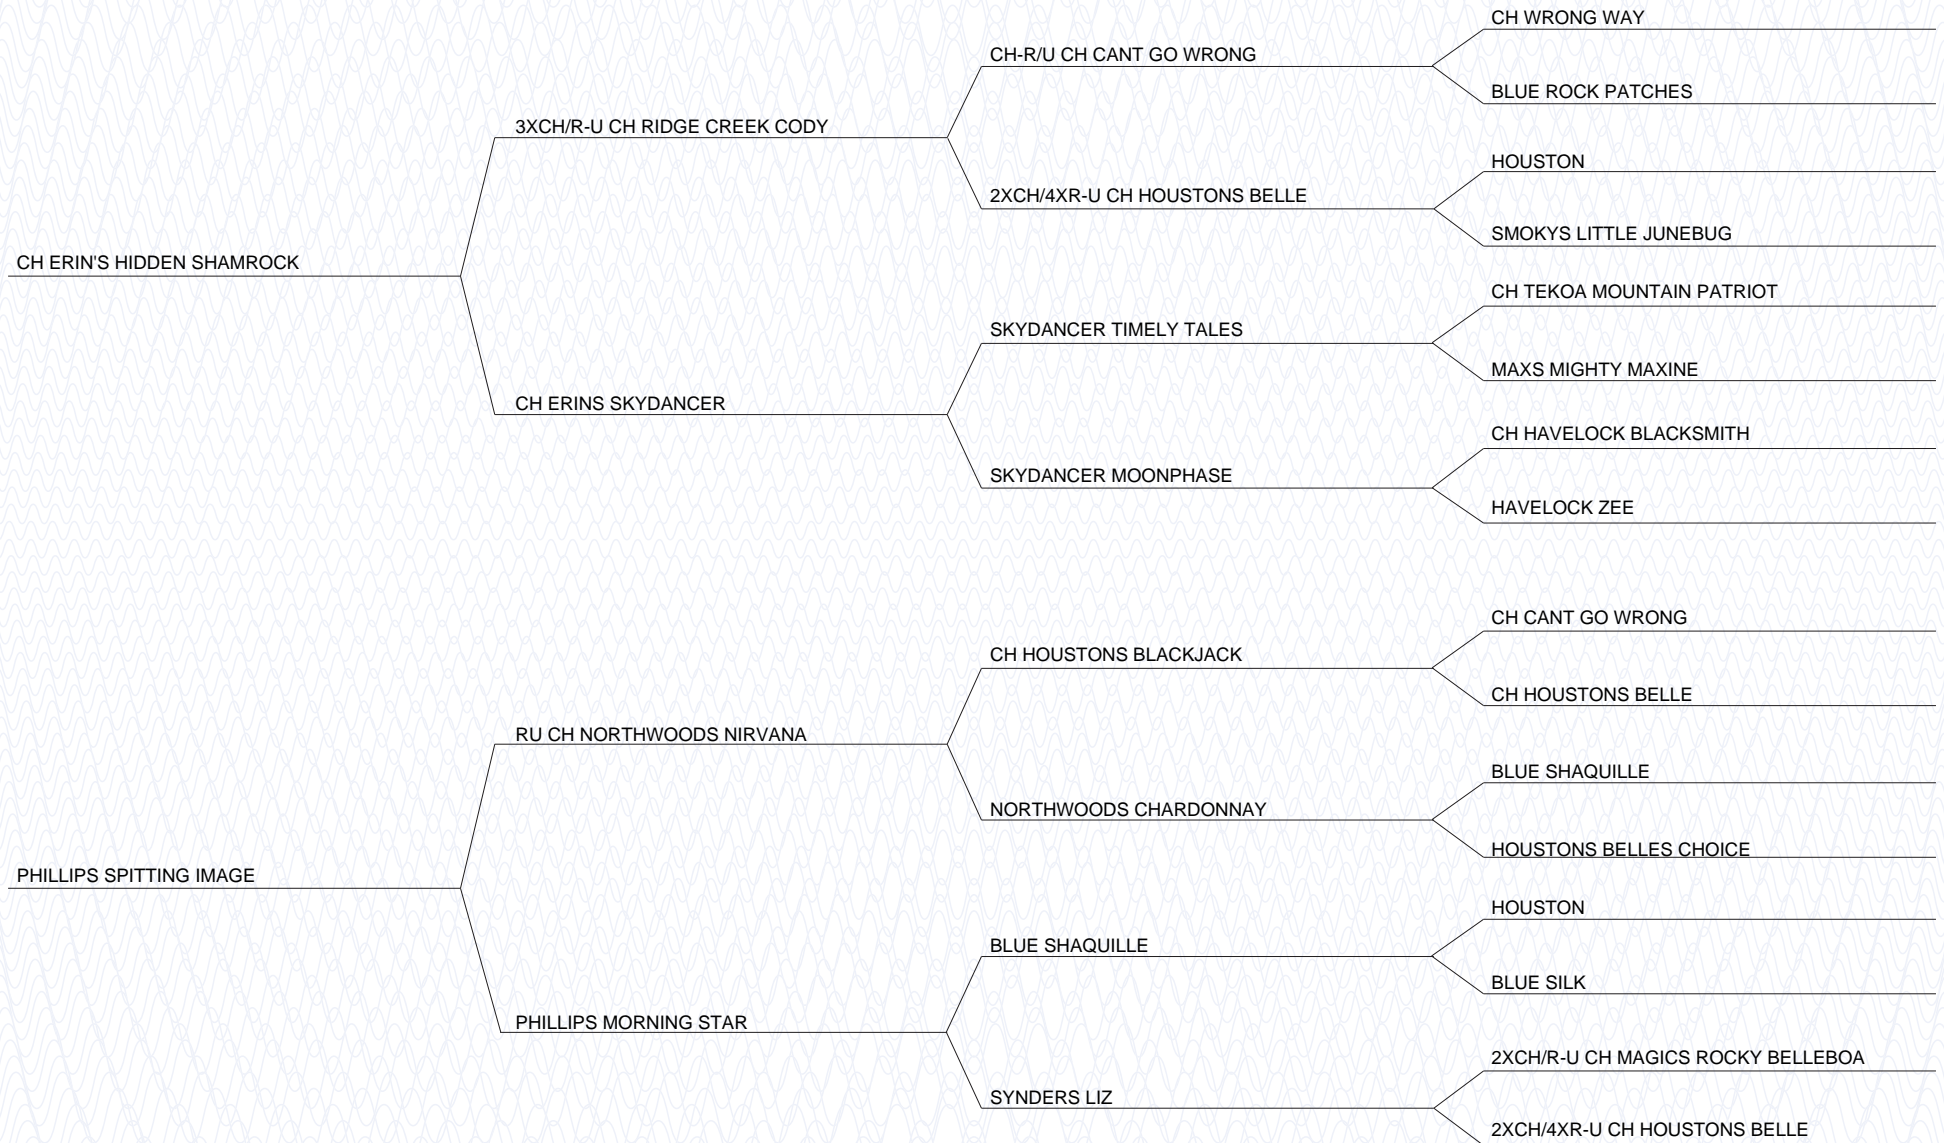 CH WRONG WAY
CH-R/U CH CANT GO WRONG
BLUE ROCK PATCHES
3XCH/R-U CH RIDGE CREEK CODY
HOUSTON
2XCH/4XR-U CH HOUSTONS BELLE
SMOKYS LITTLE JUNEBUG
CH ERIN'S HIDDEN SHAMROCK
CH TEKOA MOUNTAIN PATRIOT
SKYDANCER TIMELY TALES
MAXS MIGHTY MAXINE
CH ERINS SKYDANCER
CH HAVELOCK BLACKSMITH
SKYDANCER MOONPHASE
HAVELOCK ZEE
CH CANT GO WRONG
CH HOUSTONS BLACKJACK
CH HOUSTONS BELLE
RU CH NORTHWOODS NIRVANA
BLUE SHAQUILLE
NORTHWOODS CHARDONNAY
HOUSTONS BELLES CHOICE
PHILLIPS SPITTING IMAGE
HOUSTON
BLUE SHAQUILLE
BLUE SILK
PHILLIPS MORNING STAR
2XCH/R-U CH MAGICS ROCKY BELLEBOA
SYNDERS LIZ
2XCH/4XR-U CH HOUSTONS BELLE